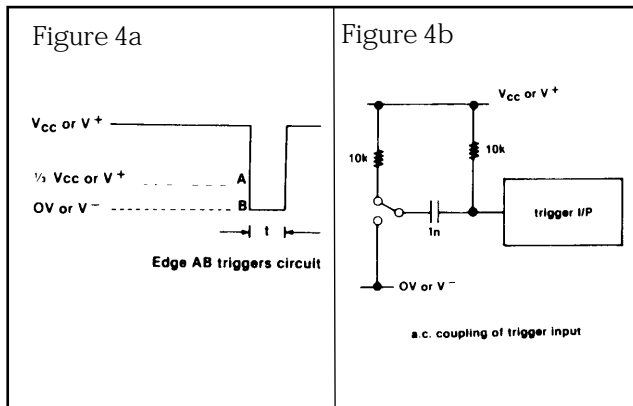 Figure 4a
VCC or V+
⅓ Vcc or V+
A
OV or V−
B
t
Edge AB triggers circuit
Figure 4b
VCC or V+
10k
10k
1n
trigger I/P
OV or V−
a.c. coupling of trigger input